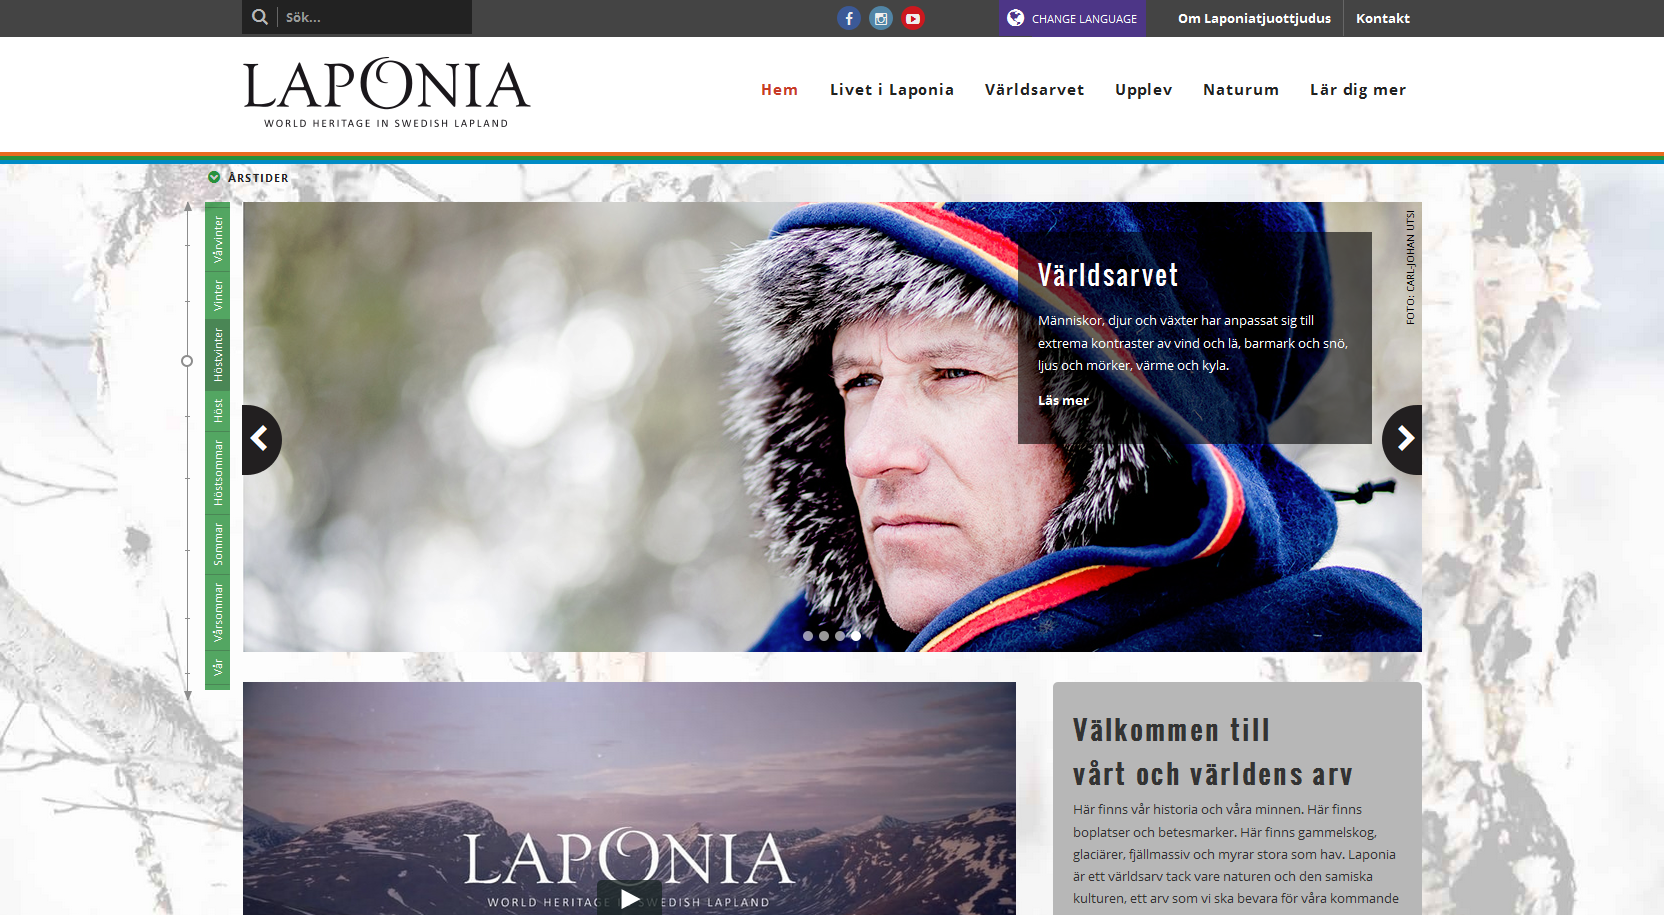 Sök...
CHANGE LANGUAGE
Om Laponiatjuottjudus
Kontakt
LAPONIA
WORLD HERITAGE IN SWEDISH LAPLAND
Hem
Livet i Laponia
Världsarvet
Upplev
Naturum
Lär dig mer
ÅRSTIDER
Vårvinter
Vinter
Höstvinter
Höst
Höstsommar
Sommar
Vårsommar
Vår
Världsarvet
Människor, djur och växter har anpassat sig till
extrema kontraster av vind och lä, barmark och snö,
ljus och mörker, värme och kyla.
Läs mer
FOTO: CARL-JOHAN UTSI
LAPONIA
WORLD HERITAGE IN SWEDISH LAPLAND
Välkommen till
vårt och världens arv
Här finns vår historia och våra minnen. Här finns
boplatser och betesmarker. Här finns gammelskog,
glaciärer, fjällmassiv och myrar stora som hav. Laponia
är ett världsarv tack vare naturen och den samiska
kulturen, ett arv som vi ska bevara för våra kommande